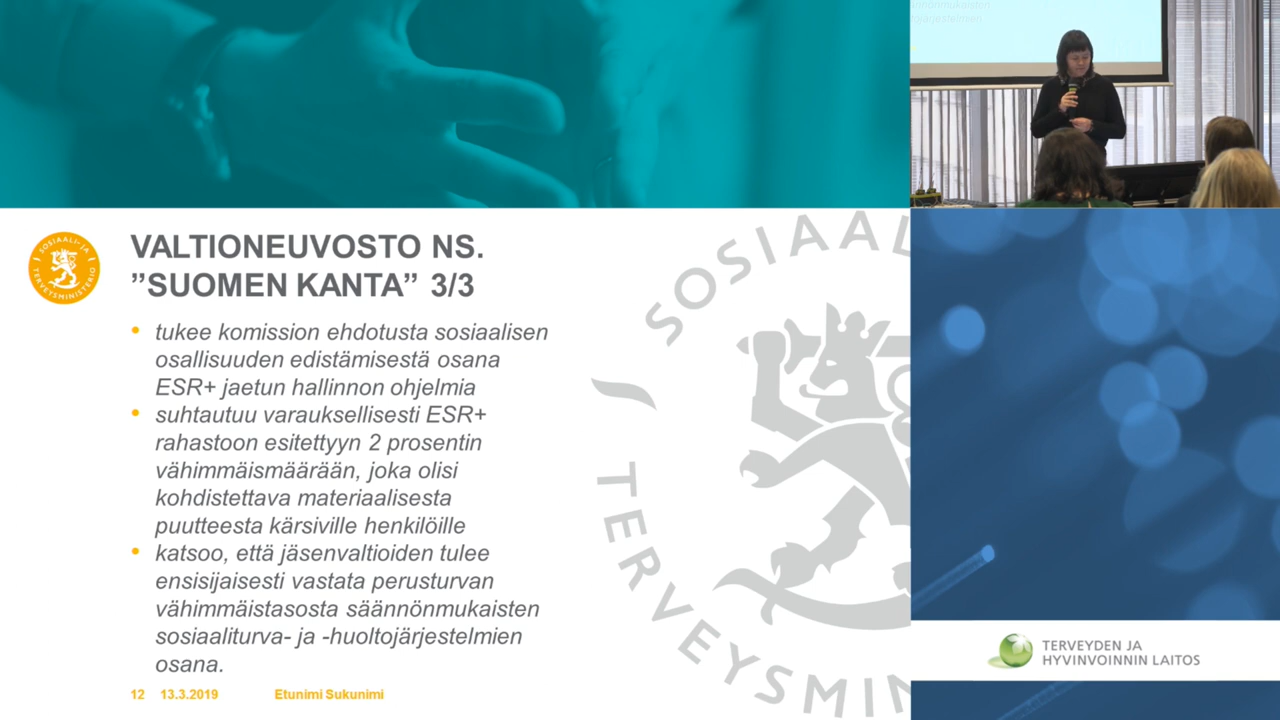 VALTIONEUVOSTO NS.
”SUOMEN KANTA” 3/3
• tukee komission ehdotusta sosiaalisen
osallisuuden edistämisestä osana
ESR+ jaetun hallinnon ohjelmia
• suhtautuu varauksellisesti ESR+
rahastoon esitettyyn 2 prosentin
vähimmäismäärään, joka olisi
kohdistettava materiaalisesta
puutteesta kärsiville henkilöille
• katsoo, että jäsenvaltioiden tulee
ensisijaisesti vastata perusturvan
vähimmäistasosta säännönmukaisten
sosiaaliturva- ja -huoltojärjestelmien
osana.
12 13.3.2019 Etunimi Sukunimi
SOSIAALI- JA
TERVEYSMINISTERIÖ
SOSIAAL
TERVEYSMIN
TERVEYDEN JA
HYVINVOINNIN LAITOS